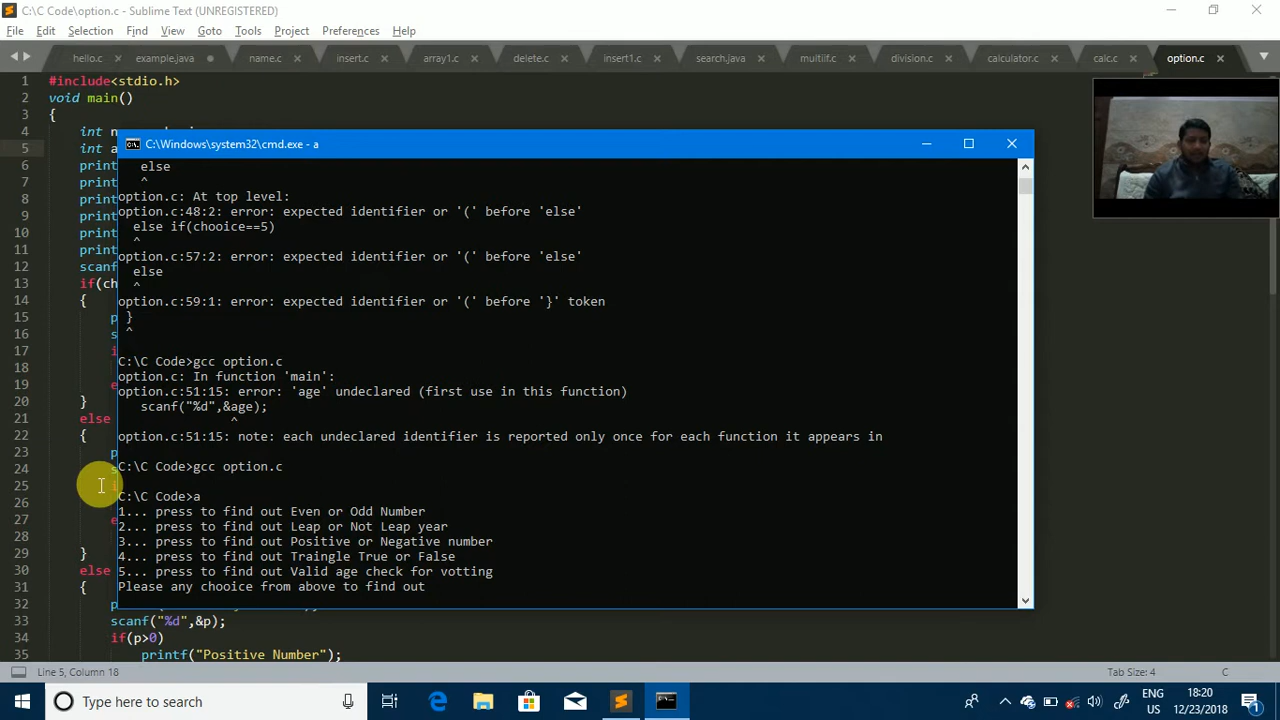 C:\C Code\option.c - Sublime Text (UNREGISTERED)
File Edit Selection Find View Goto Tools Project Preferences Help
hello.c example.java name.c insert.c array1.c delete.c insert1.c search.java multiif.c division.c calculator.c calc.c option.c
1 #include<stdio.h>
2 void main()
3 {
4 int
5 int a
6 print
7 print
8 print
9 print
10 print
11 print
12 scanf
13 if(ch
14 {
15 p
16 s
17 i
18
19 e
20 }
21 else
22 {
23 p
24 s
25
26
27 e
28
29 }
30 else
31 {
32
33 scanf("%d",&p);
34 if(p>0)
35 printf("Positive Number");
C:\Windows\system32\cmd.exe - a
else
^
option.c: At top level:
option.c:48:2: error: expected identifier or '(' before 'else'
else if(chooice==5)
^
option.c:57:2: error: expected identifier or '(' before 'else'
else
^
option.c:59:1: error: expected identifier or '(' before '}' token
}
^
C:\C Code>gcc option.c
option.c: In function 'main':
option.c:51:15: error: 'age' undeclared (first use in this function)
scanf("%d",&age);
^
option.c:51:15: note: each undeclared identifier is reported only once for each function it appears in
C:\C Code>gcc option.c
C:\C Code>a
1... press to find out Even or Odd Number
2... press to find out Leap or Not Leap year
3... press to find out Positive or Negative number
4... press to find out Traingle True or False
5... press to find out Valid age check for votting
Please any chooice from above to find out
Line 5, Column 18
Tab Size: 4 C
Type here to search
ENG 18:20
US 12/23/2018
1